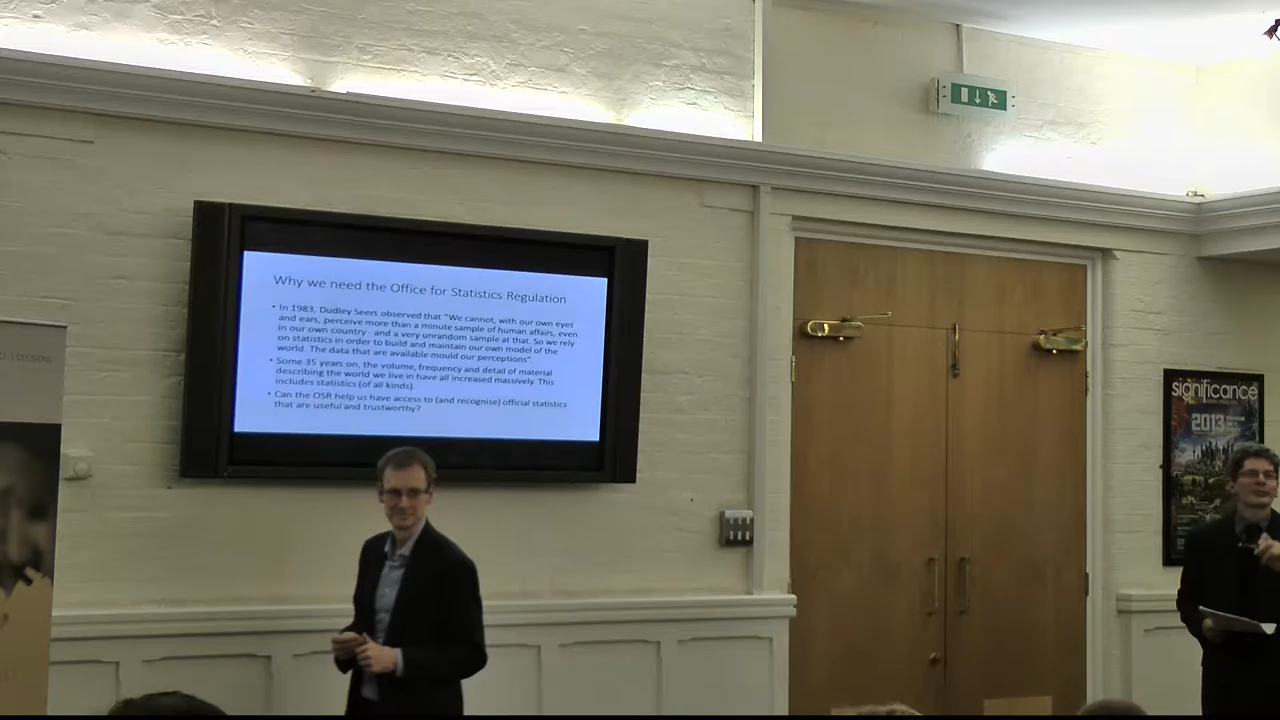 Why we need the Office for Statistics Regulation
• In 1983, Dudley Seers observed that "We cannot, with our own eyes
and ears, perceive more than a minute sample of human affairs, even
in our own country - and a very unrandom sample at that. So we rely
on statistics in order to build and maintain our own model of the
world. The data that are available mould our perceptions"
• Some 35 years on, the volume, frequency and detail of material
describing the world we live in have all increased massively. This
includes statistics (of all kinds).
• Can the OSR help us have access to (and recognise) official statistics
that are useful and trustworthy?
significance
2013